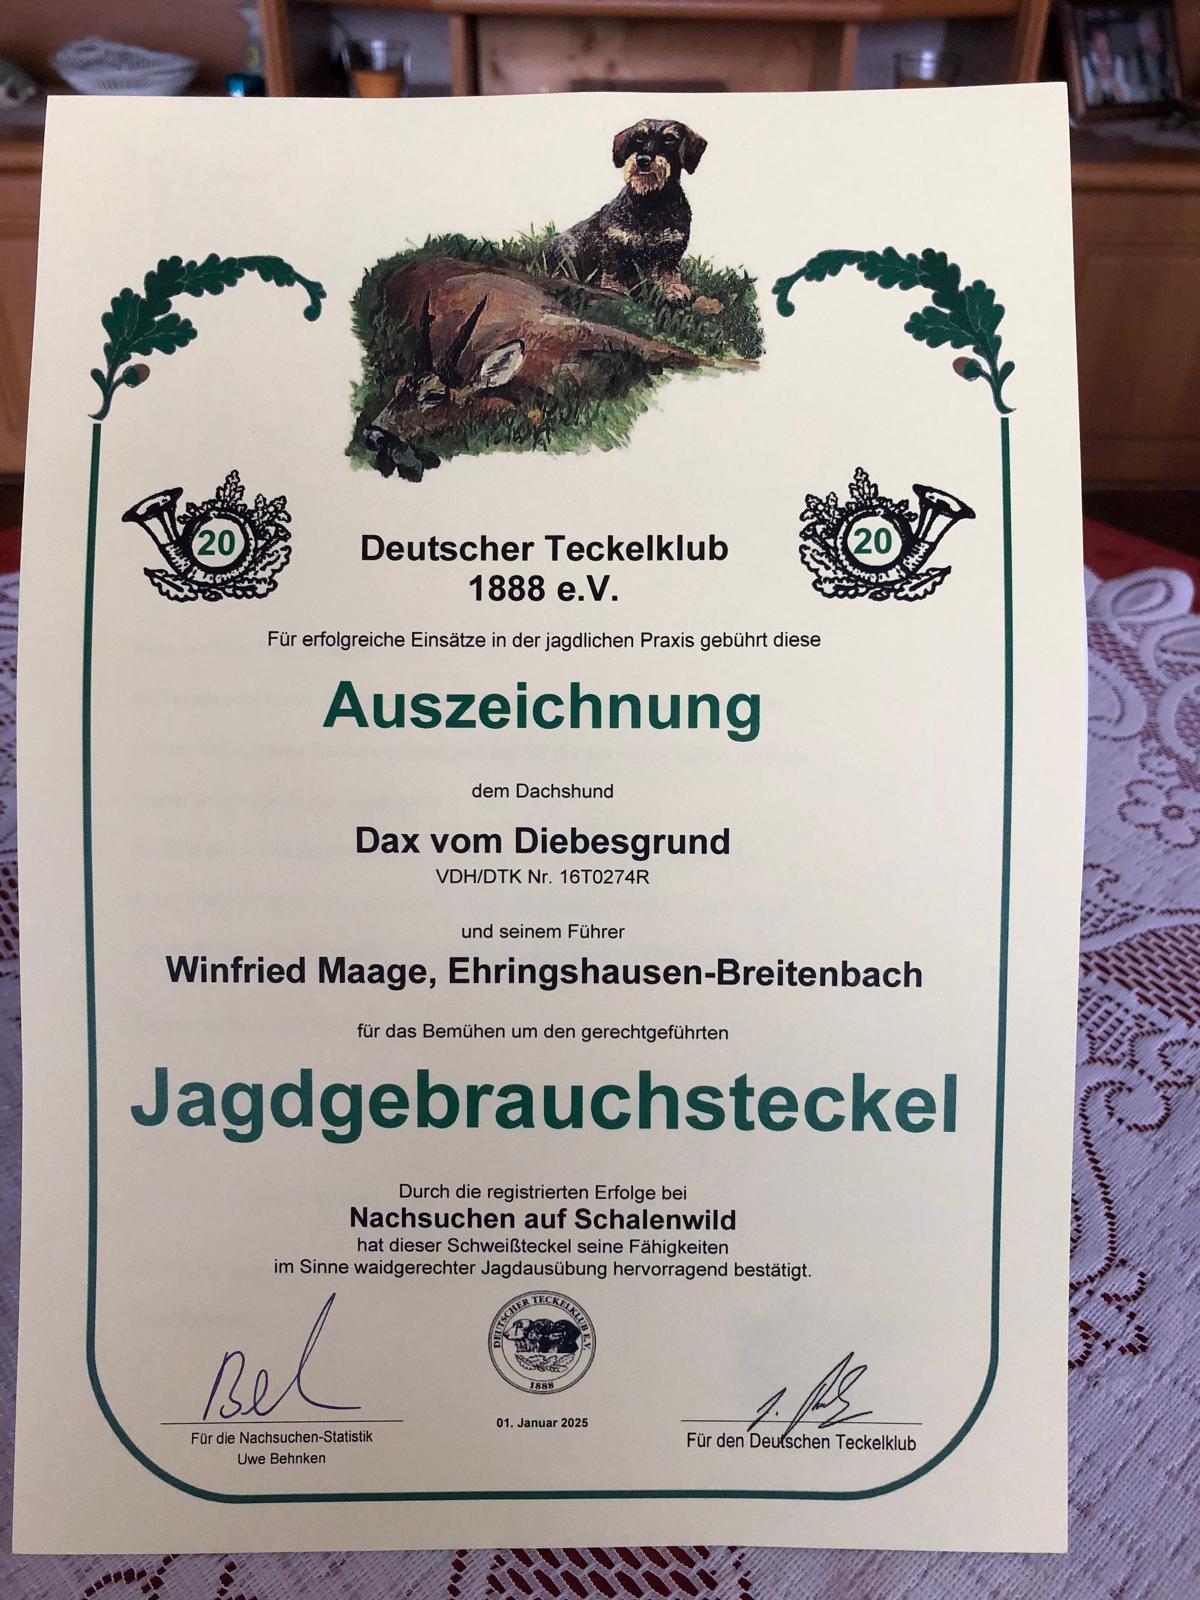 20
20
Deutscher Teckelklub
1888 e.V.
Für erfolgreiche Einsätze in der jagdlichen Praxis gebührt diese
Auszeichnung
dem Dachshund
Dax vom Diebesgrund
VDH/DTK Nr. 16T0274R
und seinem Führer
Winfried Maage, Ehringshausen-Breitenbach
für das Bemühen um den gerechtgeführten
Jagdgebrauchsteckel
Durch die registrierten Erfolge bei
Nachsuchen auf Schalenwild
hat dieser Schweißteckel seine Fähigkeiten
im Sinne waidgerechter Jagdausübung hervorragend bestätigt.
DEUTSCHER TECKELKLUB E.V.
1888
01. Januar 2025
Für die Nachsuchen-Statistik
Uwe Behnken
Für den Deutschen Teckelklub